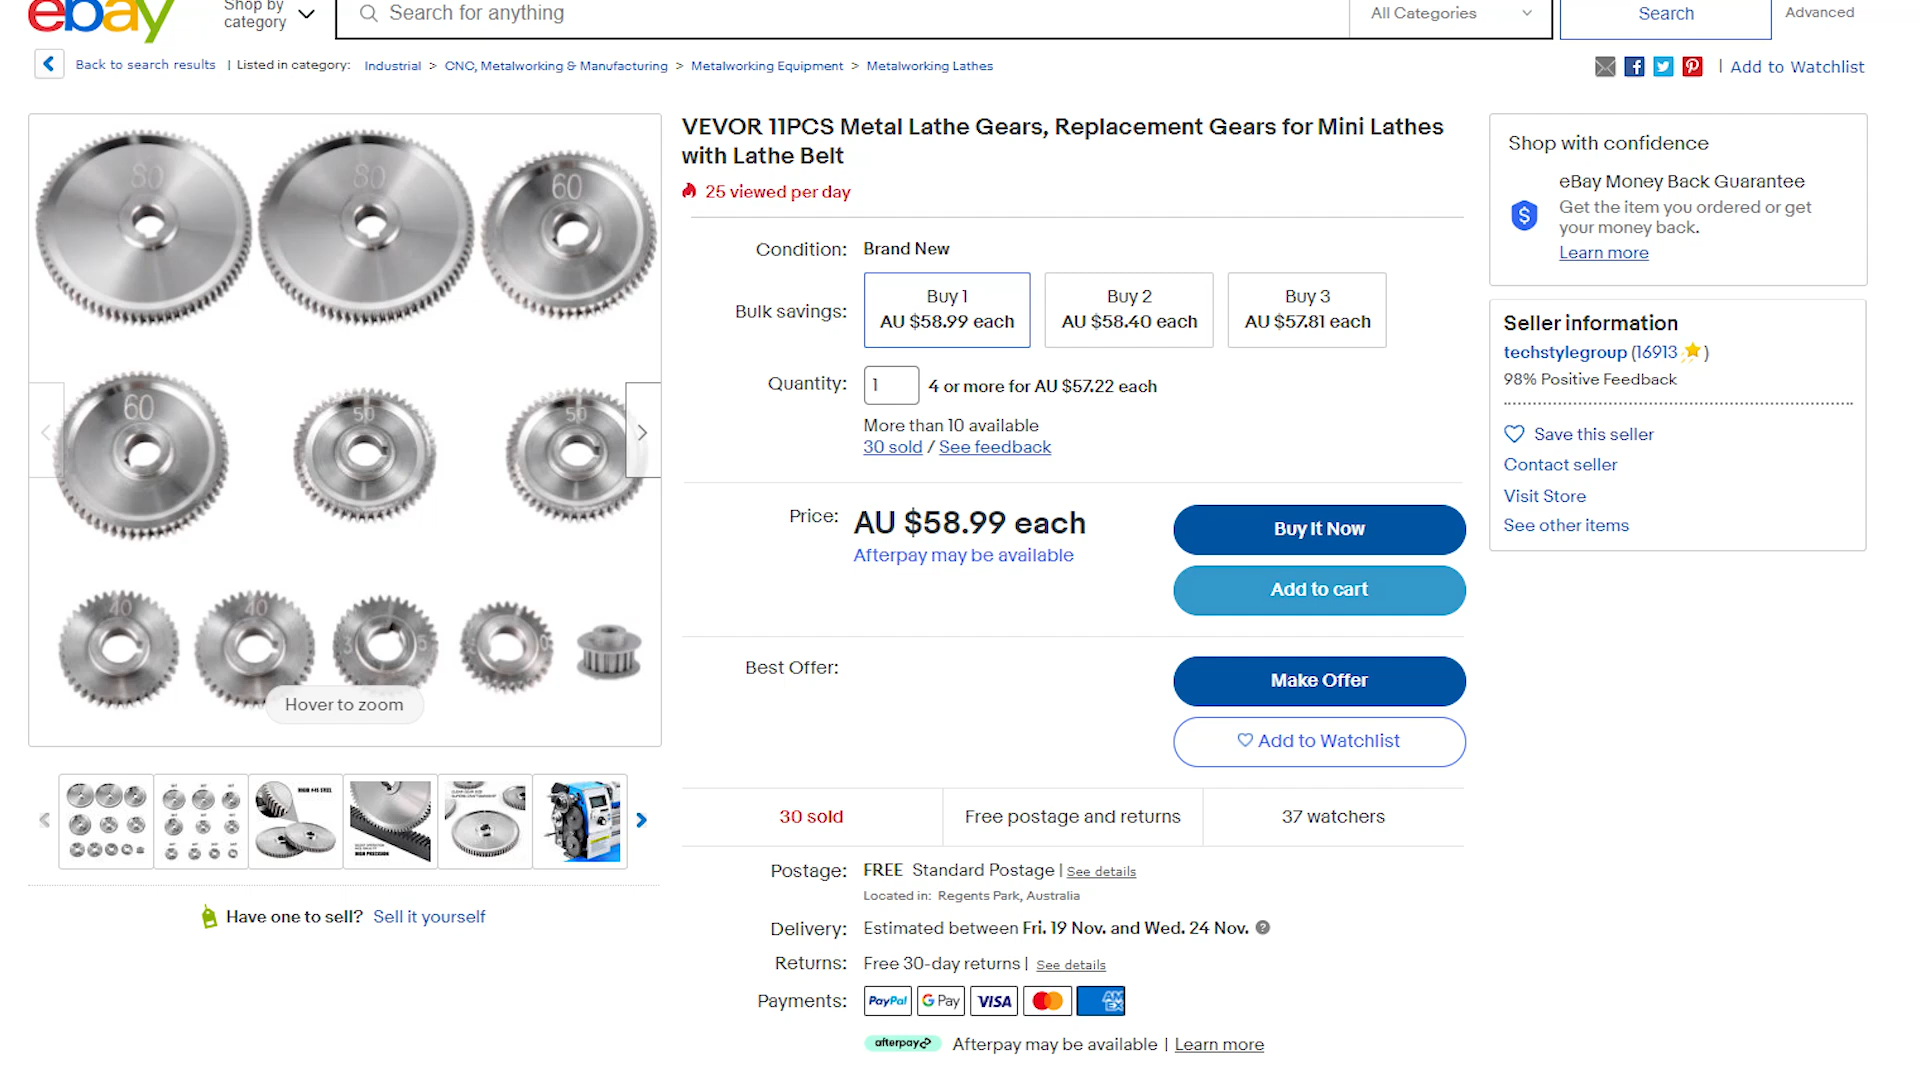 ebay
Shop by
category
Search for anything
All Categories
Search
Advanced
Back to search results | Listed in category: Industrial > CNC, Metalworking & Manufacturing > Metalworking Equipment > Metalworking Lathes
| Add to Watchlist
80 80 60
60 50 50
40 40 3 5
Hover to zoom
HIGH #45 STEEL
HIGH PRECISION
Have one to sell? Sell it yourself
VEVOR 11PCS Metal Lathe Gears, Replacement Gears for Mini Lathes
with Lathe Belt
25 viewed per day
Condition: Brand New
Bulk savings:
Buy 1
AU $58.99 each
Buy 2
AU $58.40 each
Buy 3
AU $57.81 each
Quantity: 1 4 or more for AU $57.22 each
More than 10 available
30 sold / See feedback
Price: AU $58.99 each
Afterpay may be available
Buy It Now
Add to cart
Best Offer:
Make Offer
Add to Watchlist
30 sold
Free postage and returns
37 watchers
Postage: FREE Standard Postage | See details
Located in: Regents Park, Australia
Delivery: Estimated between Fri. 19 Nov. and Wed. 24 Nov. ?
Returns: Free 30-day returns | See details
Payments: PayPal G Pay VISA AMEX
afterpay Afterpay may be available | Learn more
Shop with confidence
eBay Money Back Guarantee
Get the item you ordered or get
your money back.
Learn more
Seller information
techstylegroup (16913 )
98% Positive Feedback
Save this seller
Contact seller
Visit Store
See other items